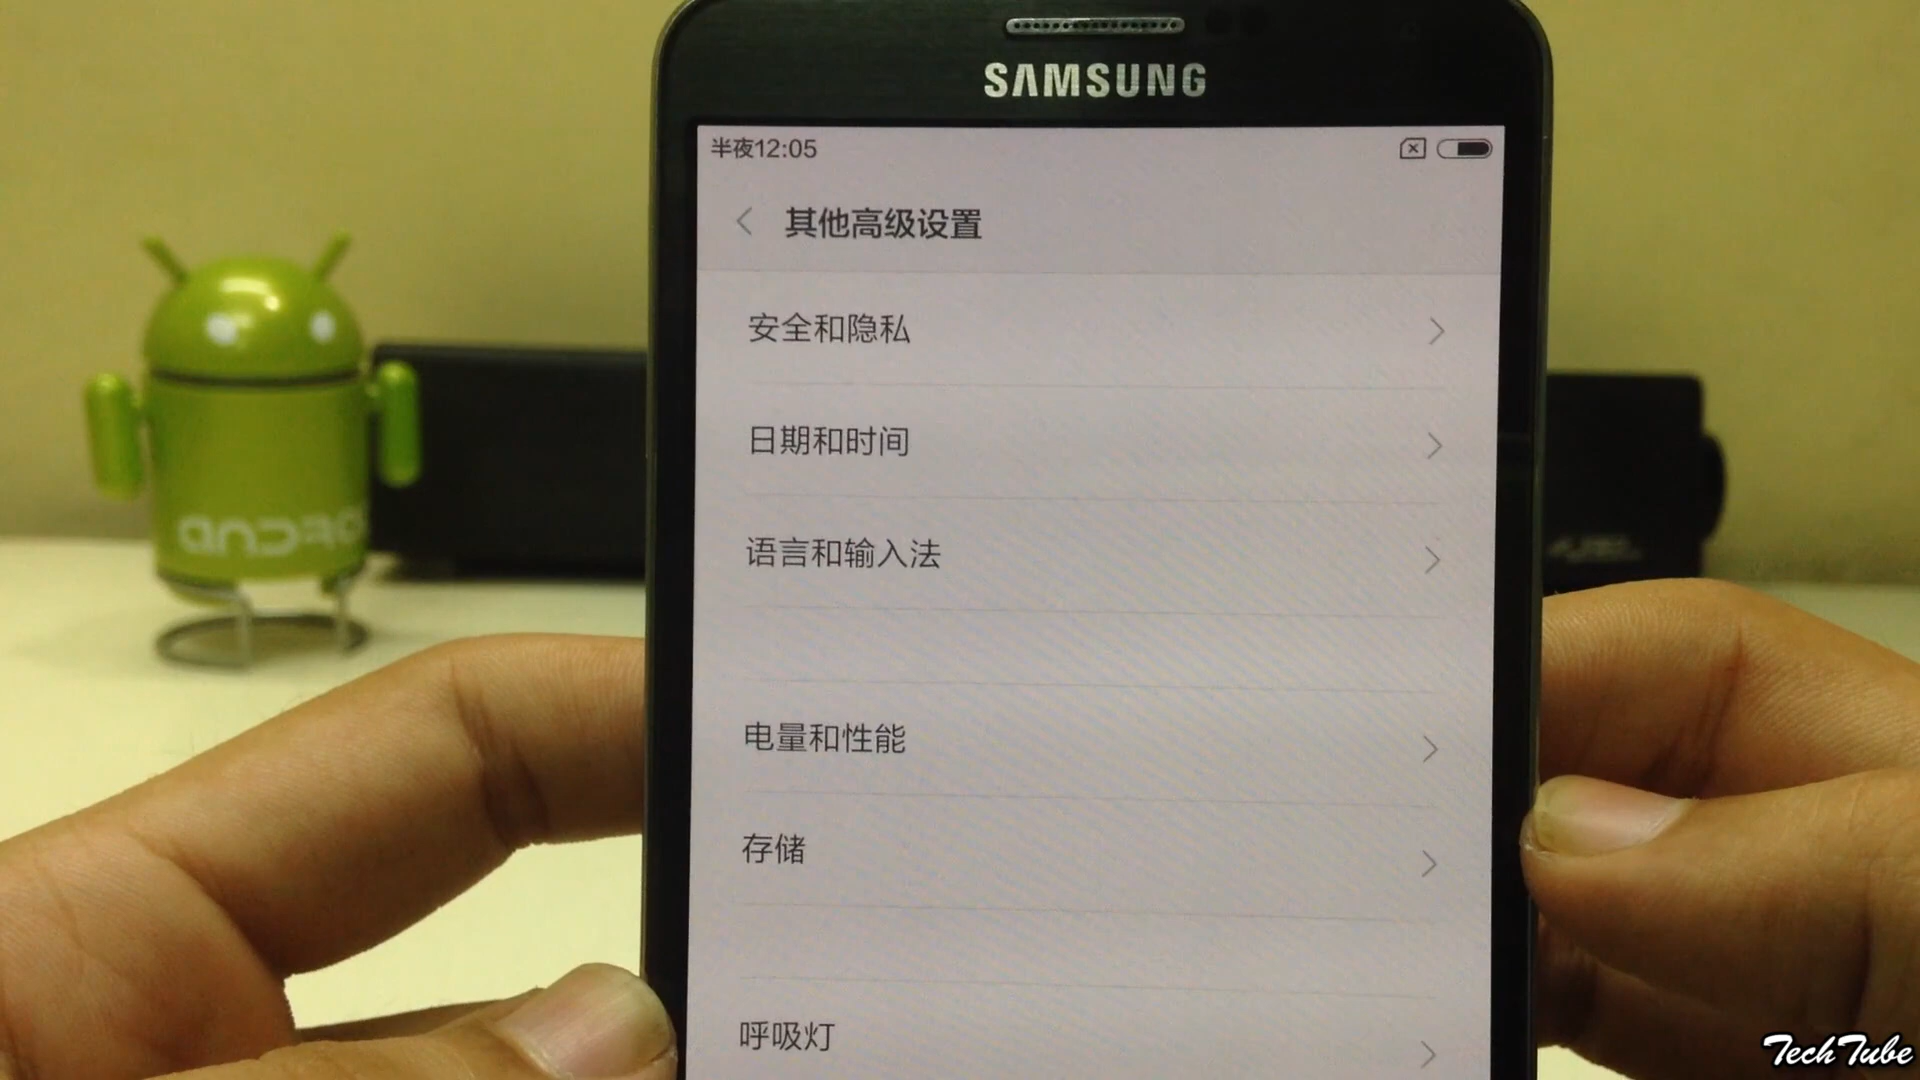 SAMSUNG
半夜12:05
其他高级设置
安全和隐私
日期和时间
语言和输入法
电量和性能
存储
呼吸灯
TechTube